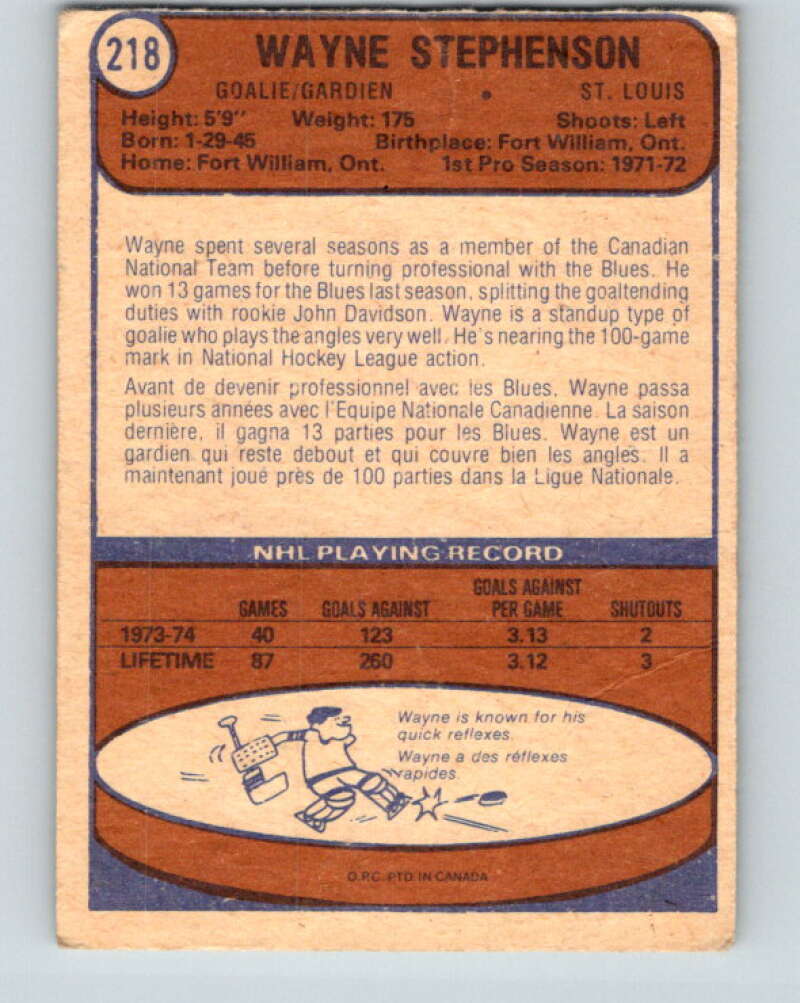 218
WAYNE STEPHENSON
GOALIE/GARDIEN • ST. LOUIS
Height: 5'9" Weight: 175 Shoots: Left
Born: 1-29-45 Birthplace: Fort William, Ont.
Home: Fort William, Ont. 1st Pro Season: 1971-72
Wayne spent several seasons as a member of the Canadian
National Team before turning professional with the Blues. He
won 13 games for the Blues last season, splitting the goaltending
duties with rookie John Davidson. Wayne is a standup type of
goalie who plays the angles very well. He's nearing the 100-game
mark in National Hockey League action.
Avant de devenir professionnel avec les Blues, Wayne passa
plusieurs années avec l'Equipe Nationale Canadienne. La saison
dernière, il gagna 13 parties pour les Blues. Wayne est un
gardien qui reste debout et qui couvre bien les angles. Il a
maintenant joué près de 100 parties dans la Ligue Nationale.
NHL PLAYING RECORD
GOALS AGAINST
GAMES GOALS AGAINST PER GAME SHUTOUTS
1973-74 40 123 3.13 2
LIFETIME 87 260 3.12 3
Wayne is known for his
quick reflexes.
Wayne a des réflexes
rapides.
O.P.C. PTD IN CANADA